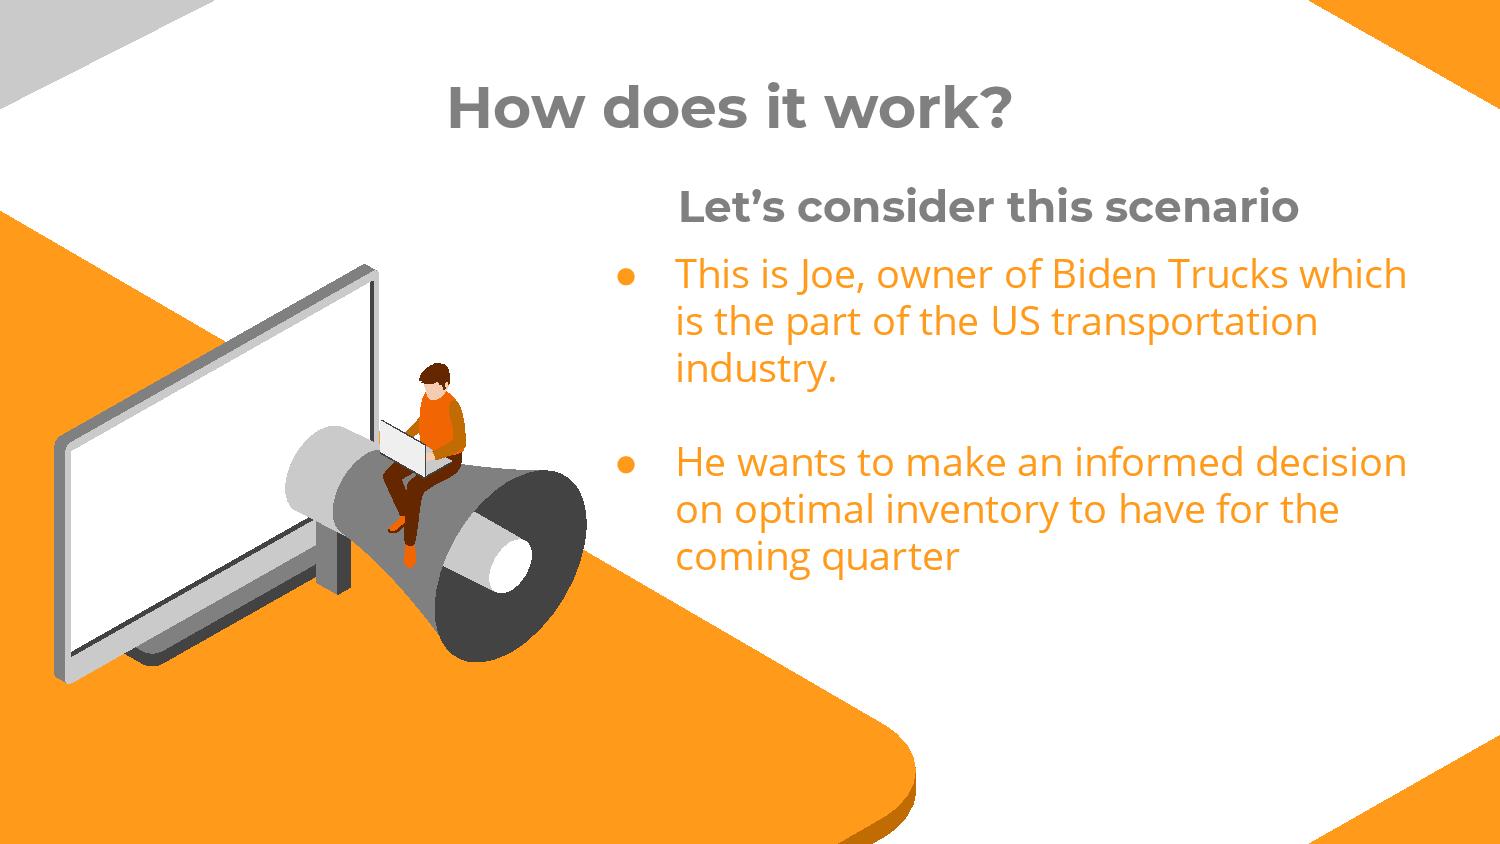 How does it work?
Let’s consider this scenario
● This is Joe, owner of Biden Trucks which
is the part of the US transportation
industry.
● He wants to make an informed decision
on optimal inventory to have for the
coming quarter